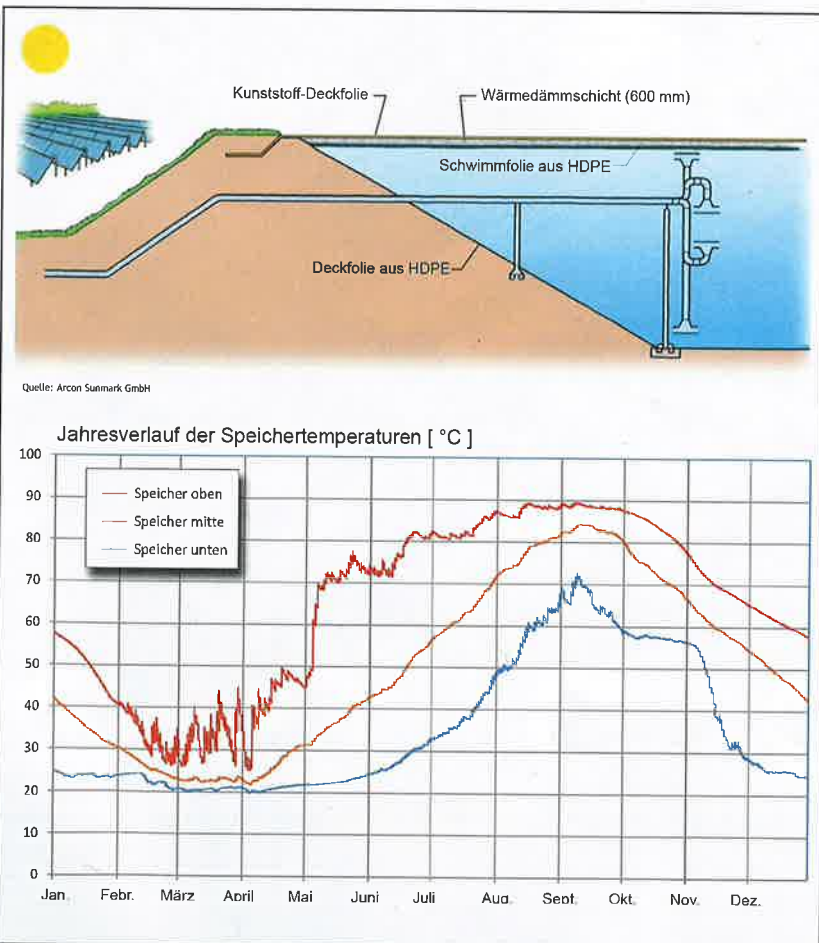 Kunststoff-Deckfolie
Wärmedämmschicht (600 mm)
Schwimmfolie aus HDPE
Deckfolie aus HDPE
Quelle: Arcon Sunmark GmbH
Jahresverlauf der Speichertemperaturen [ °C ]
100
90
80
70
60
50
40
30
20
10
0
Speicher oben
Speicher mitte
Speicher unten
Jan. Febr. März April Mai Juni Juli Aug. Sept. Okt. Nov. Dez.